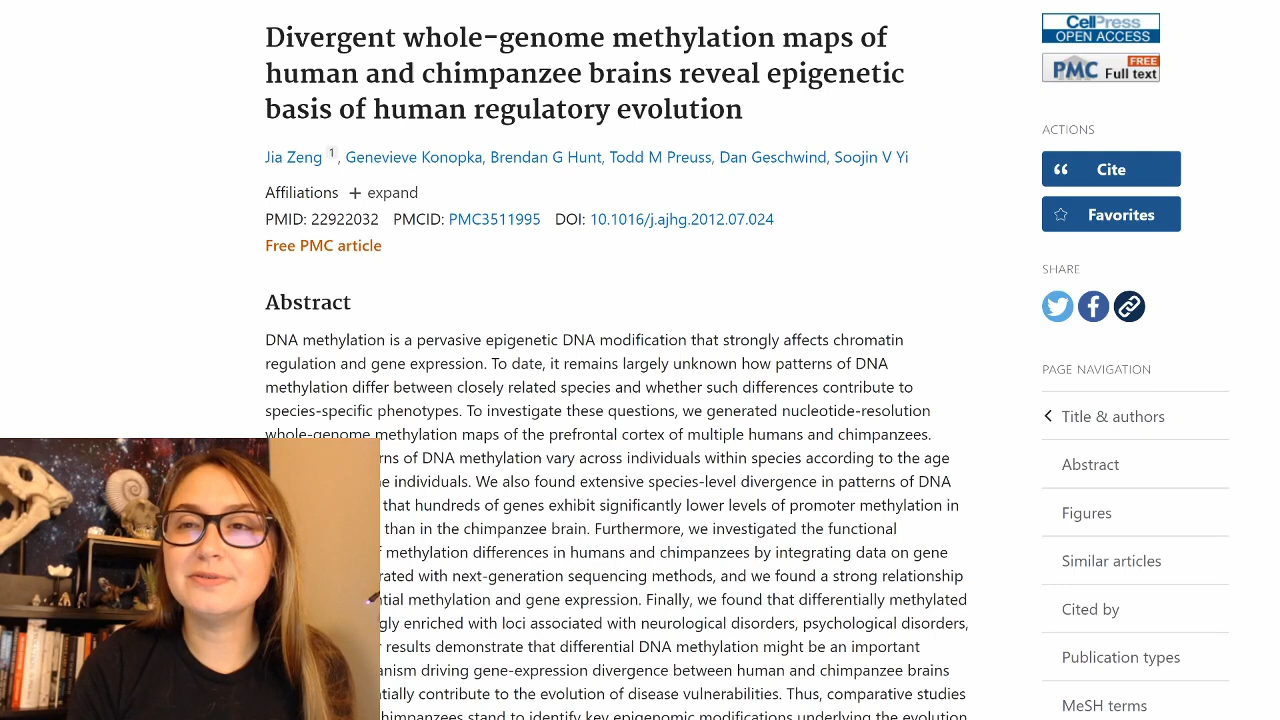 Divergent whole-genome methylation maps of
human and chimpanzee brains reveal epigenetic
basis of human regulatory evolution
Jia Zeng 1, Genevieve Konopka, Brendan G Hunt, Todd M Preuss, Dan Geschwind, Soojin V Yi
Affiliations + expand
PMID: 22922032 PMCID: PMC3511995 DOI: 10.1016/j.ajhg.2012.07.024
Free PMC article
Abstract
DNA methylation is a pervasive epigenetic DNA modification that strongly affects chromatin
regulation and gene expression. To date, it remains largely unknown how patterns of DNA
methylation differ between closely related species and whether such differences contribute to
species-specific phenotypes. To investigate these questions, we generated nucleotide-resolution
whole-genome methylation maps of the prefrontal cortex of multiple humans and chimpanzees.
of DNA methylation vary across individuals within species according to the age
individuals. We also found extensive species-level divergence in patterns of DNA
that hundreds of genes exhibit significantly lower levels of promoter methylation in
than in the chimpanzee brain. Furthermore, we investigated the functional
methylation differences in humans and chimpanzees by integrating data on gene
with next-generation sequencing methods, and we found a strong relationship
methylation and gene expression. Finally, we found that differentially methylated
enriched with loci associated with neurological disorders, psychological disorders,
results demonstrate that differential DNA methylation might be an important
driving gene-expression divergence between human and chimpanzee brains
contribute to the evolution of disease vulnerabilities. Thus, comparative studies
himpanzees stand to identify key epigenomic modifications underlying the evolution
CellPress
OPEN ACCESS
PMC FREE Full text
ACTIONS
Cite
Favorites
SHARE
PAGE NAVIGATION
Title & authors
Abstract
Figures
Similar articles
Cited by
Publication types
MeSH terms